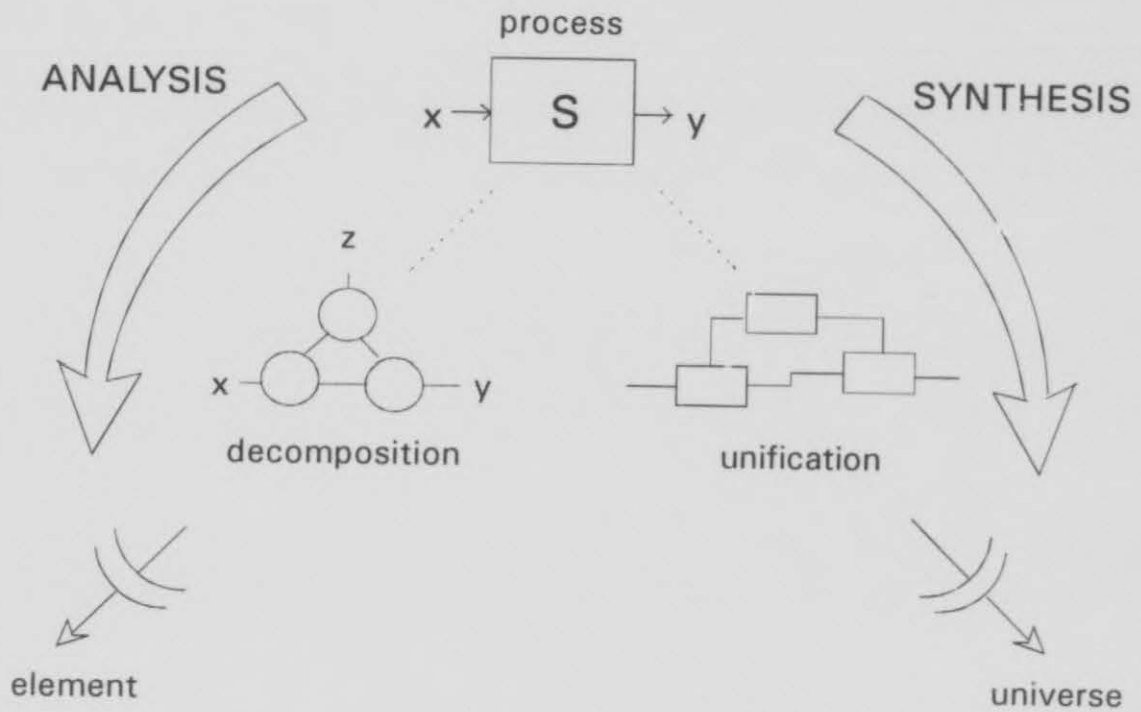 process
ANALYSIS
SYNTHESIS
x
S
y
z
x
y
decomposition
unification
element
universe